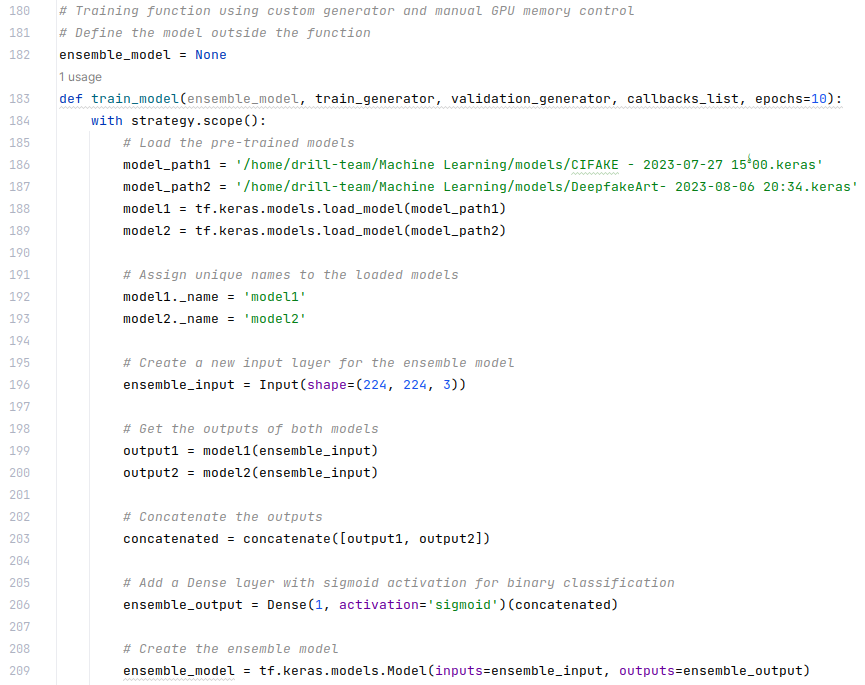 180 # Training function using custom generator and manual GPU memory control
181 # Define the model outside the function
182 ensemble_model = None
1 usage
183 def train_model(ensemble_model, train_generator, validation_generator, callbacks_list, epochs=10):
184 with strategy.scope():
185 # Load the pre-trained models
186 model_path1 = '/home/drill-team/Machine Learning/models/CIFAKE - 2023-07-27 15:00.keras'
187 model_path2 = '/home/drill-team/Machine Learning/models/DeepfakeArt- 2023-08-06 20:34.keras'
188 model1 = tf.keras.models.load_model(model_path1)
189 model2 = tf.keras.models.load_model(model_path2)
190
191 # Assign unique names to the loaded models
192 model1._name = 'model1'
193 model2._name = 'model2'
194
195 # Create a new input layer for the ensemble model
196 ensemble_input = Input(shape=(224, 224, 3))
197
198 # Get the outputs of both models
199 output1 = model1(ensemble_input)
200 output2 = model2(ensemble_input)
201
202 # Concatenate the outputs
203 concatenated = concatenate([output1, output2])
204
205 # Add a Dense layer with sigmoid activation for binary classification
206 ensemble_output = Dense(1, activation='sigmoid')(concatenated)
207
208 # Create the ensemble model
209 ensemble_model = tf.keras.models.Model(inputs=ensemble_input, outputs=ensemble_output)